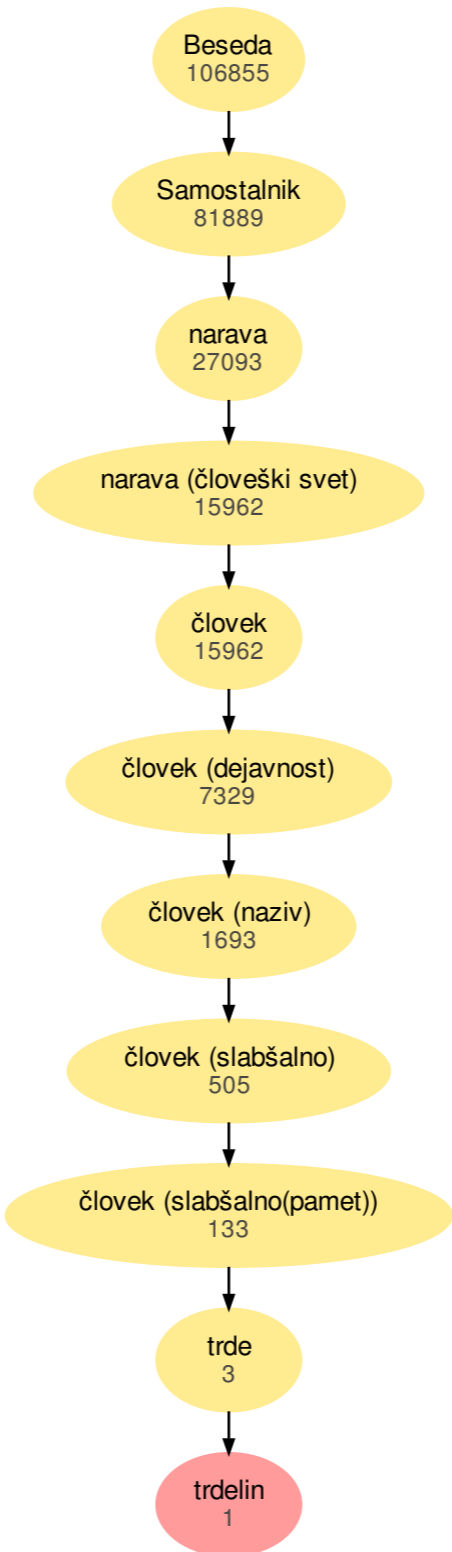 Beseda
106855
Samostalnik
81889
narava
27093
narava (človeški svet)
15962
človek
15962
človek (dejavnost)
7329
človek (naziv)
1693
človek (slabšalno)
505
človek (slabšalno(pamet))
133
trde
3
trdelin
1